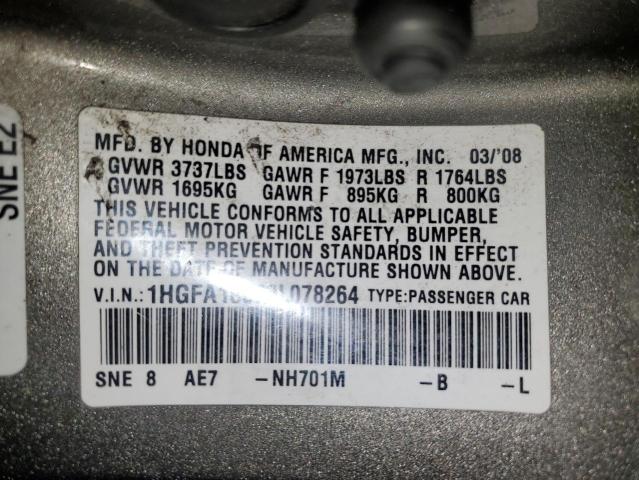 SNE E2
MFD. BY HONDA OF AMERICA MFG., INC. 03/'08
GVWR 3737LBS GAWR F 1973LBS R 1764LBS
GVWR 1695KG GAWR F 895KG R 800KG
THIS VEHICLE CONFORMS TO ALL APPLICABLE
FEDERAL MOTOR VEHICLE SAFETY, BUMPER,
AND THEFT PREVENTION STANDARDS IN EFFECT
ON THE DATE OF MANUFACTURE SHOWN ABOVE.
V.I.N.: TYPE:PASSENGER CAR
SNE 8 AE7 -NH701M -B -L